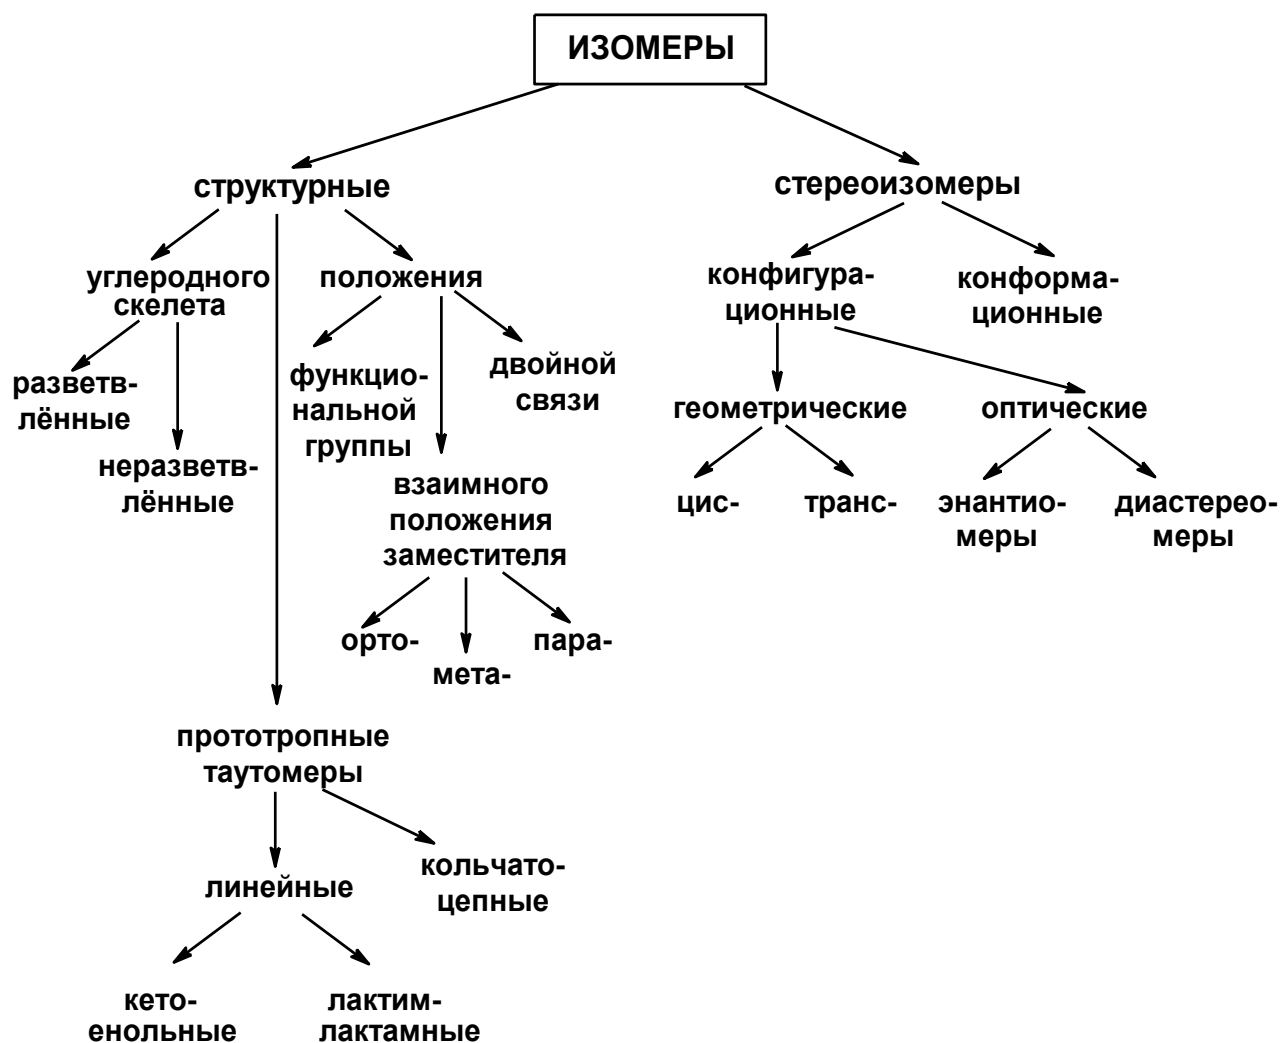 ИЗОМЕРЫ
структурные
стереоизомеры
углеродного
скелета
положения
конфигура-
ционные
конформа-
ционные
разветв-
лённые
неразветв-
лённые
функцио-
нальной
группы
двойной
связи
взаимного
положения
заместителя
орто-
мета-
пара-
геометрические
оптические
цис-
транс-
энантио-
меры
диастерео-
меры
прототропные
таутомеры
линейные
кольчато-
цепные
кето-
енольные
лактим-
лактамные